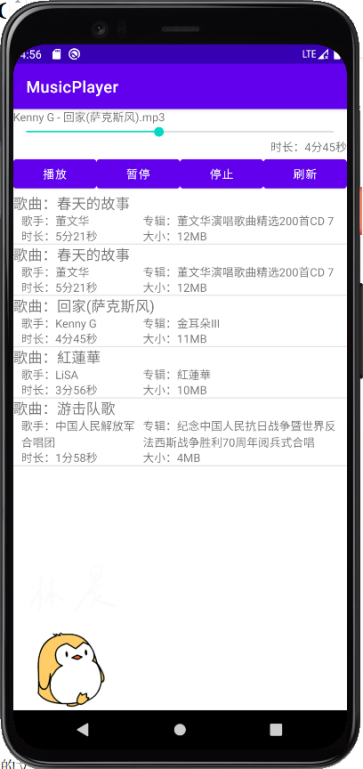 4:56
LTE
MusicPlayer
Kenny G - 回家(萨克斯风).mp3
时长：4分45秒
播放 暂停 停止 刷新
歌曲：春天的故事
歌手：董文华 专辑：董文华演唱歌曲精选200首CD 7
时长：5分21秒 大小：12MB
歌曲：春天的故事
歌手：董文华 专辑：董文华演唱歌曲精选200首CD 7
时长：5分21秒 大小：12MB
歌曲：回家(萨克斯风)
歌手：Kenny G 专辑：金耳朵III
时长：4分45秒 大小：11MB
歌曲：紅蓮華
歌手：LiSA 专辑：紅蓮華
时长：3分56秒 大小：10MB
歌曲：游击队歌
歌手：中国人民解放军 专辑：纪念中国人民抗日战争暨世界反
合唱团 法西斯战争胜利70周年阅兵式合唱
时长：1分58秒 大小：4MB